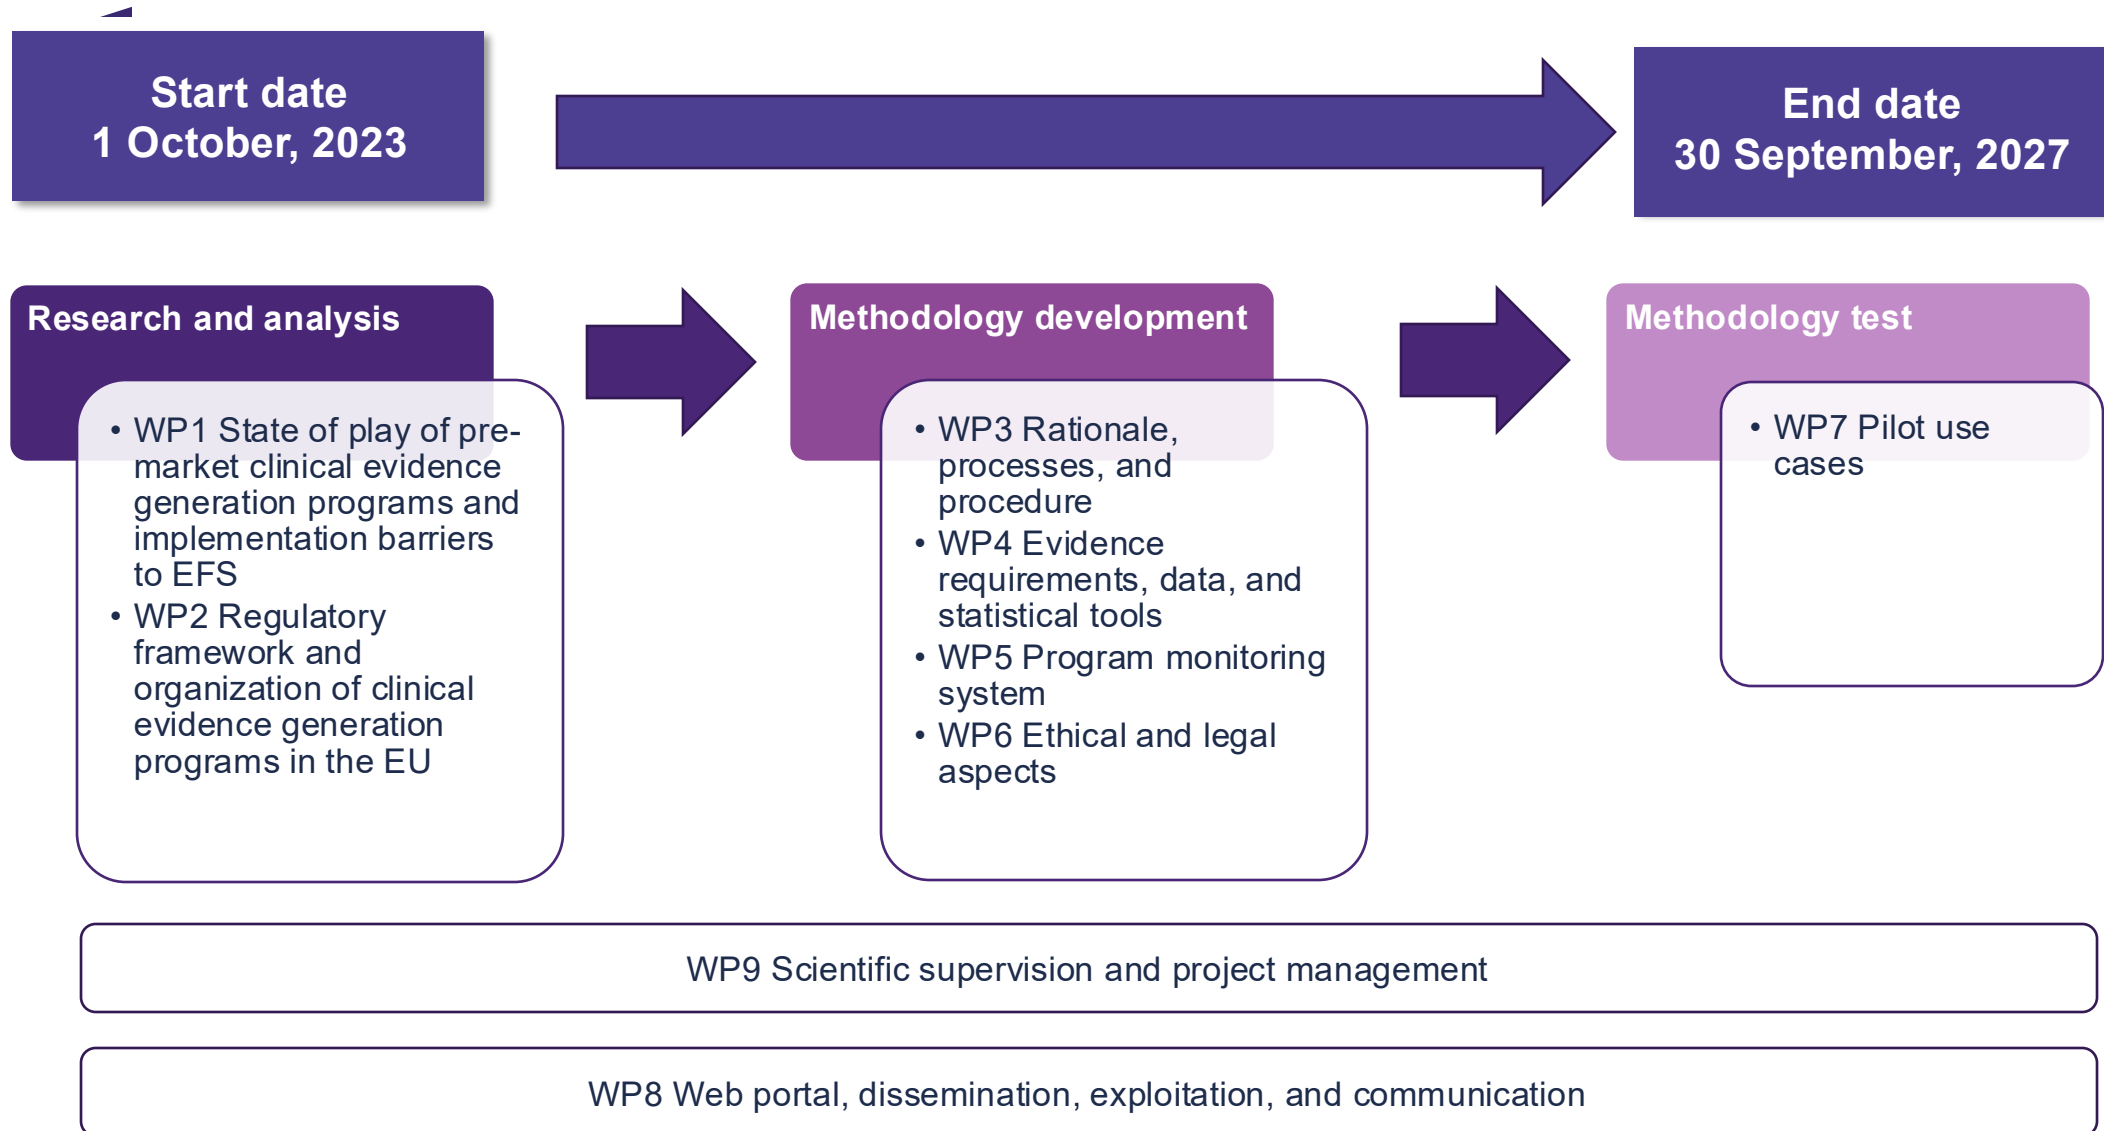 Start date
1 October, 2023
End date
30 September, 2027
Research and analysis
• WP1 State of play of pre-
market clinical evidence
generation programs and
implementation barriers
to EFS
• WP2 Regulatory
framework and
organization of clinical
evidence generation
programs in the EU
Methodology development
• WP3 Rationale,
processes, and
procedure
• WP4 Evidence
requirements, data, and
statistical tools
• WP5 Program monitoring
system
• WP6 Ethical and legal
aspects
Methodology test
• WP7 Pilot use
cases
WP9 Scientific supervision and project management
WP8 Web portal, dissemination, exploitation, and communication